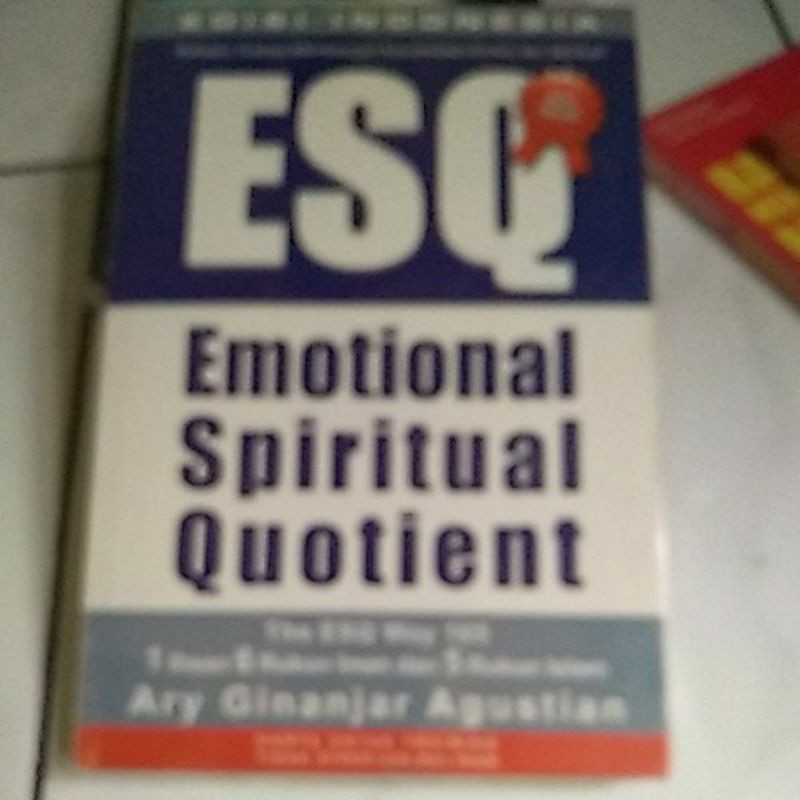 EDISI INDONESIA
ESQ
Emotional
Spiritual
Quotient
The ESQ Way 165
1 Ihsan 6 Rukun Iman dan 5 Rukun Islam
Ary Ginanjar Agustian